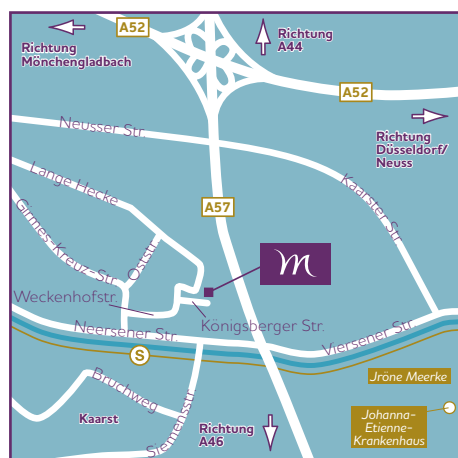 A52
Richtung
Mönchengladbach
Richtung
A44
A52
Richtung
Düsseldorf/
Neuss
Neusser Str.
Kaarster Str.
Lange Hecke
Girmes-Kreuz-Str.
Oststr.
A57
m
Weckenhofstr.
Königsberger Str.
Neersener Str.
Viersener Str.
S
Jröne Meerke
Bruchweg
Kaarst
Siemensstr.
Richtung
A46
Johanna-
Etienne-
Krankenhaus